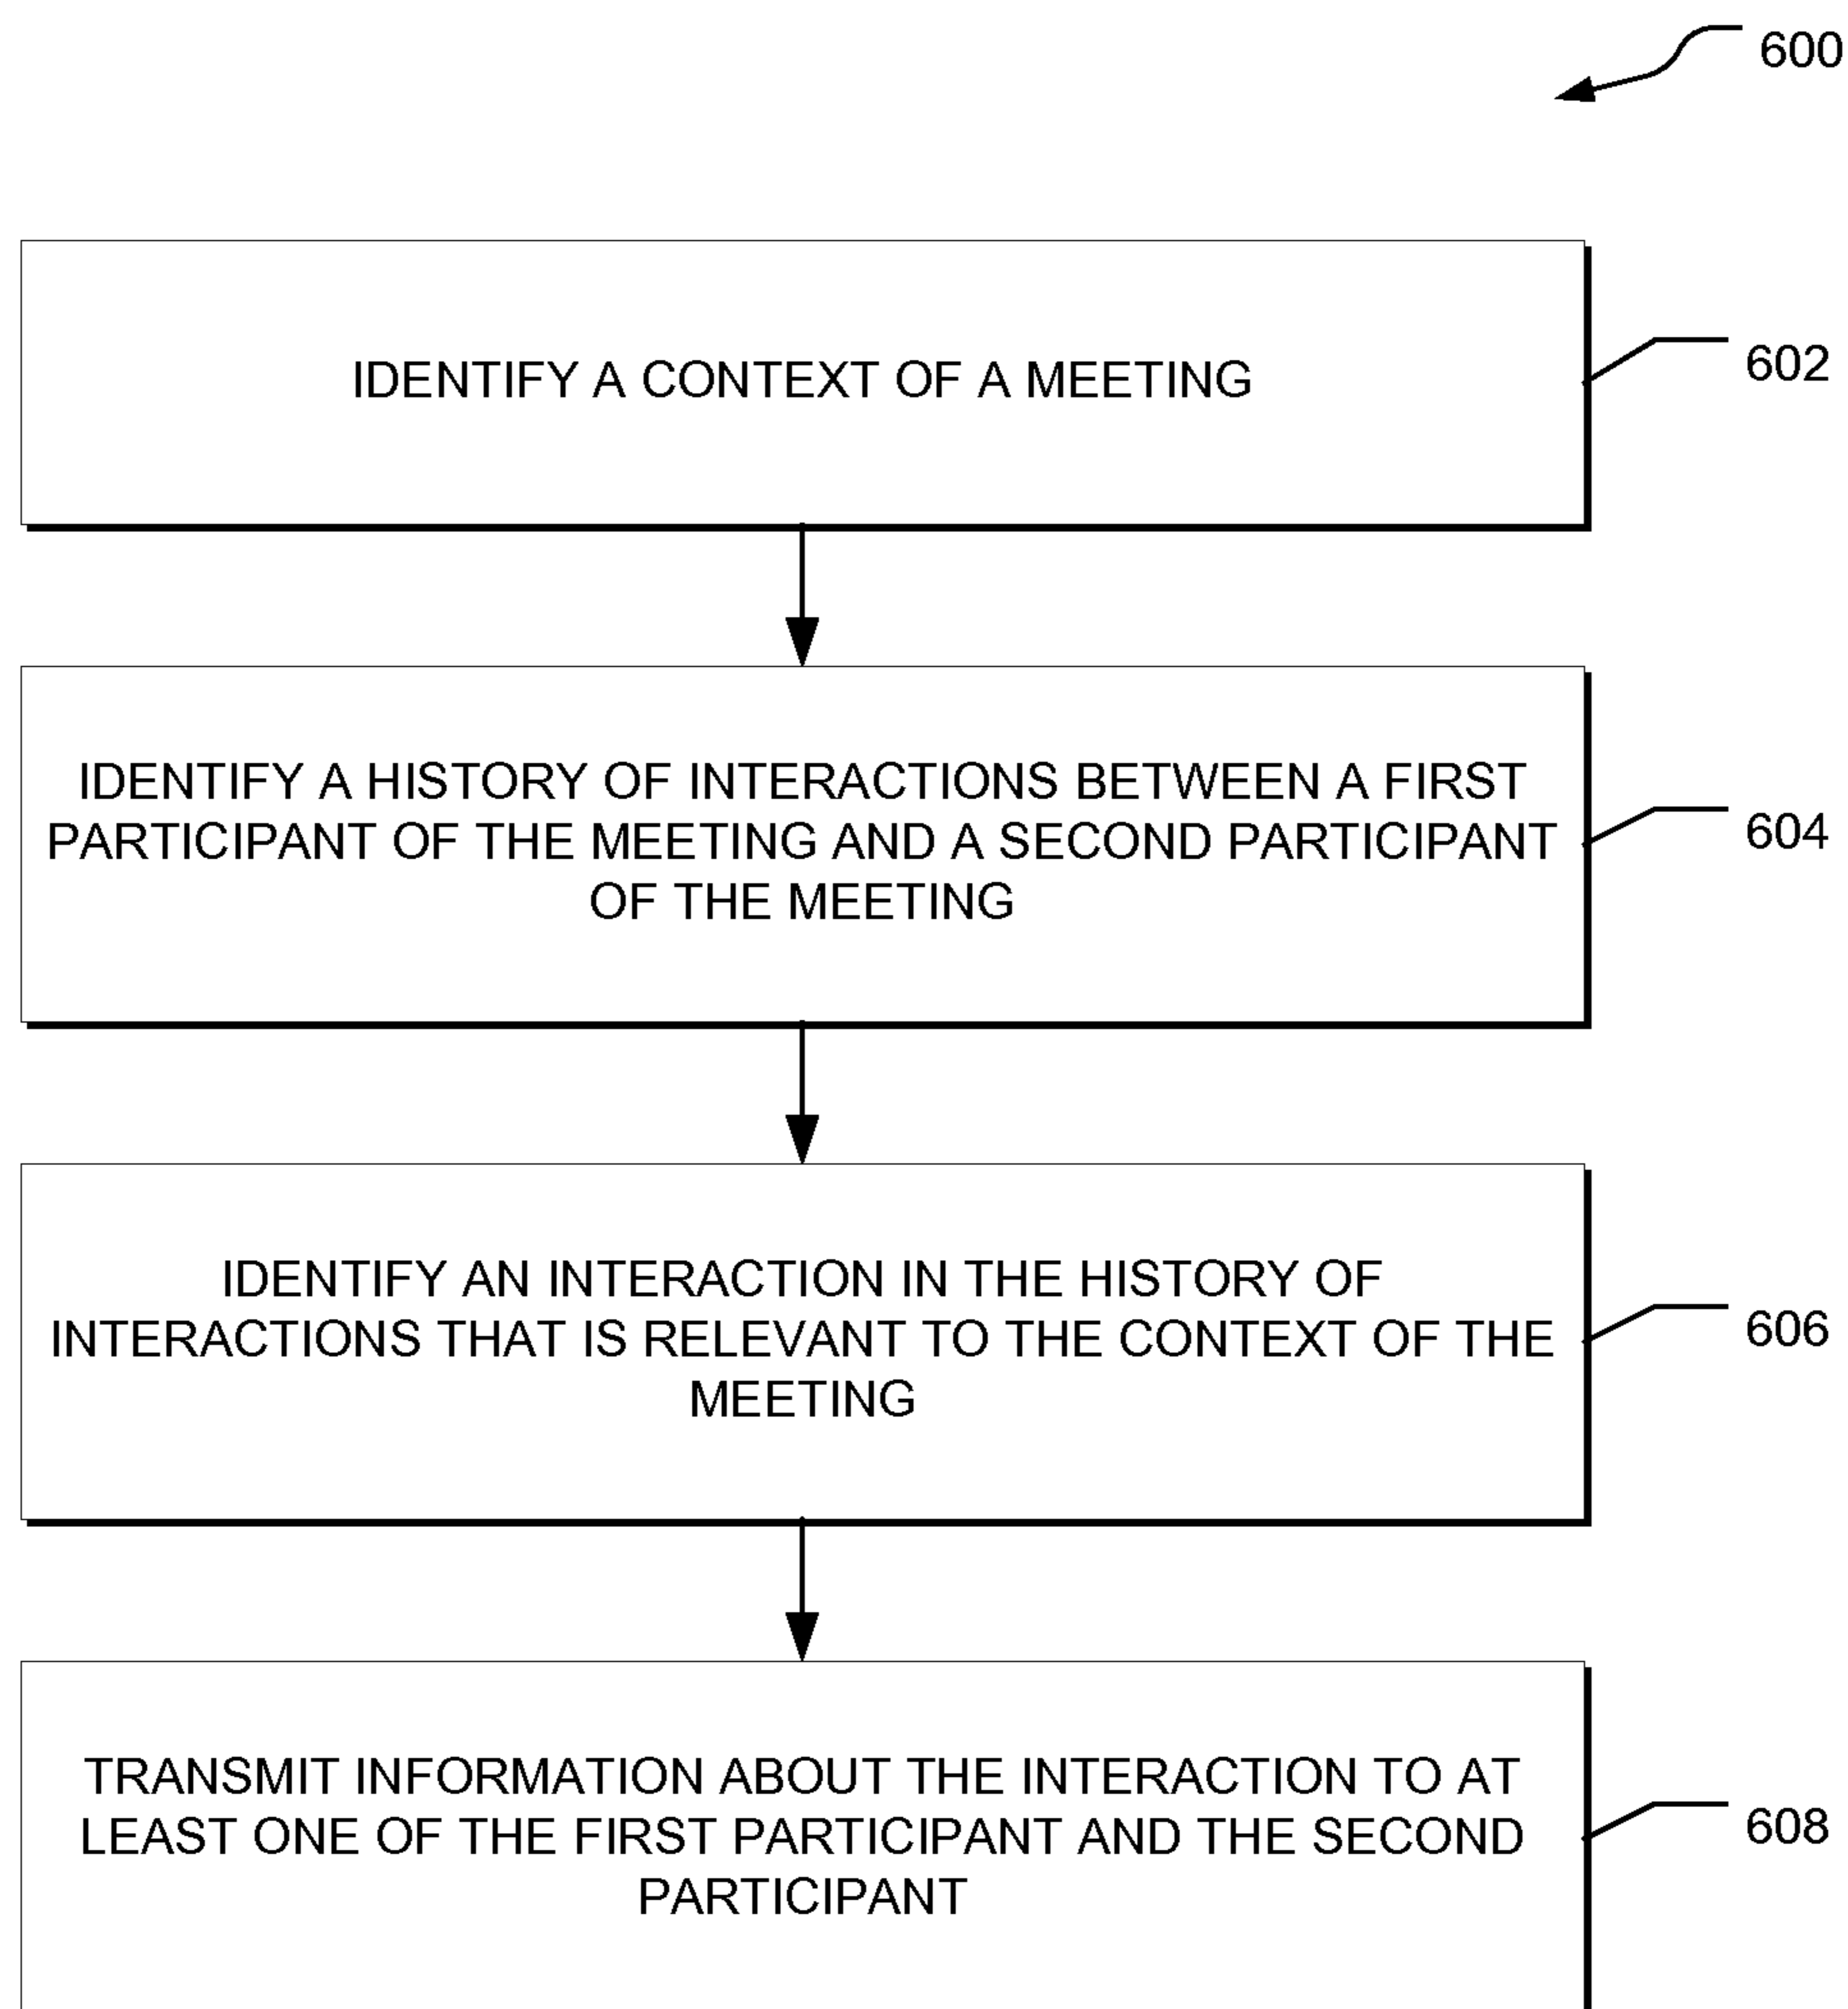 600
IDENTIFY A CONTEXT OF A MEETING
602
IDENTIFY A HISTORY OF INTERACTIONS BETWEEN A FIRST
PARTICIPANT OF THE MEETING AND A SECOND PARTICIPANT
OF THE MEETING
604
IDENTIFY AN INTERACTION IN THE HISTORY OF
INTERACTIONS THAT IS RELEVANT TO THE CONTEXT OF THE
MEETING
606
TRANSMIT INFORMATION ABOUT THE INTERACTION TO AT
LEAST ONE OF THE FIRST PARTICIPANT AND THE SECOND
PARTICIPANT
608